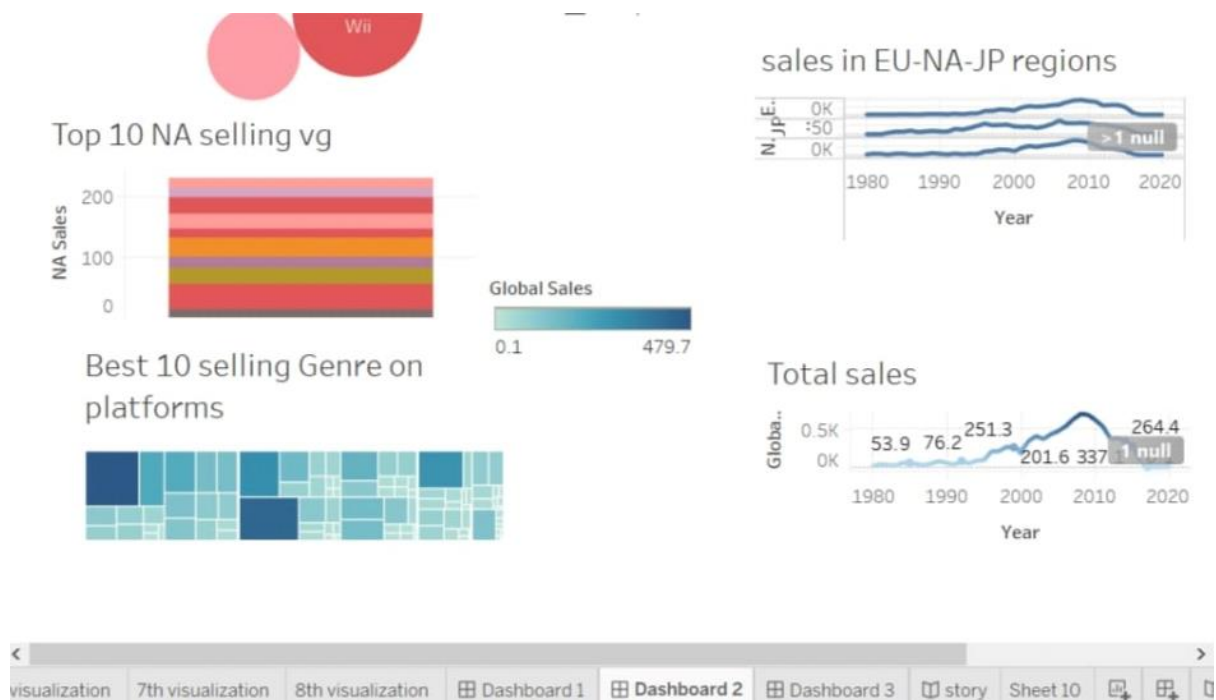 Wii
Top 10 NA selling vg
NA Sales
200
100
0
Global Sales
0.1 479.7
Best 10 selling Genre on
platforms
sales in EU-NA-JP regions
E..
JP
N.
0K
:50
0K
>1 null
1980 1990 2000 2010 2020
Year
Total sales
Globa..
0.5K
0K
53.9 76.2 251.3 264.4
201.6 337
1 null
1980 1990 2000 2010 2020
Year
visualization 7th visualization 8th visualization Dashboard 1 Dashboard 2 Dashboard 3 story Sheet 10